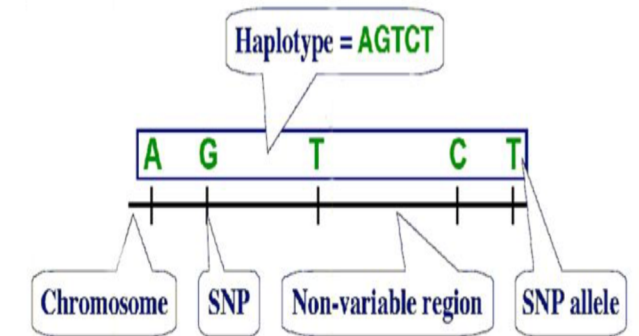 Haplotype = AGTCT
A G T C T
Chromosome SNP Non-variable region SNP allele